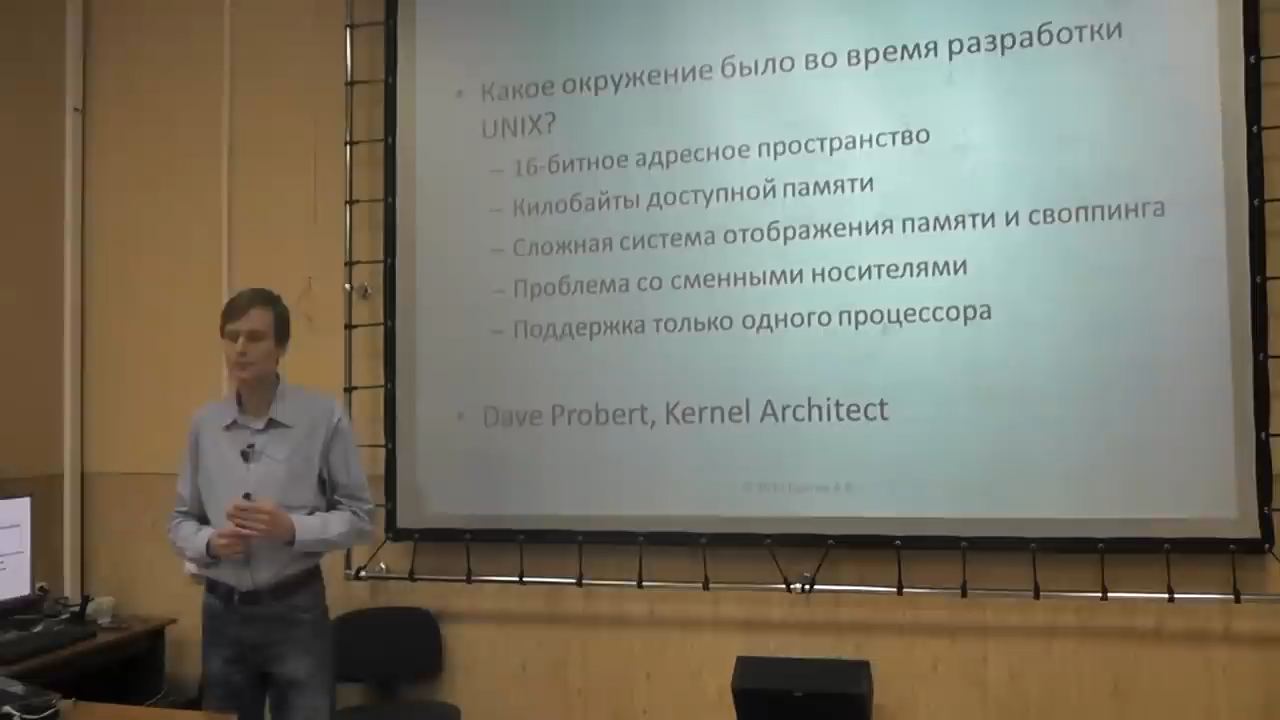 • Какое окружение было во время разработки
UNIX?
– 16-битное адресное пространство
– Килобайты доступной памяти
– Сложная система отображения памяти и своппинга
– Проблема со сменными носителями
– Поддержка только одного процессора
• Dave Probert, Kernel Architect